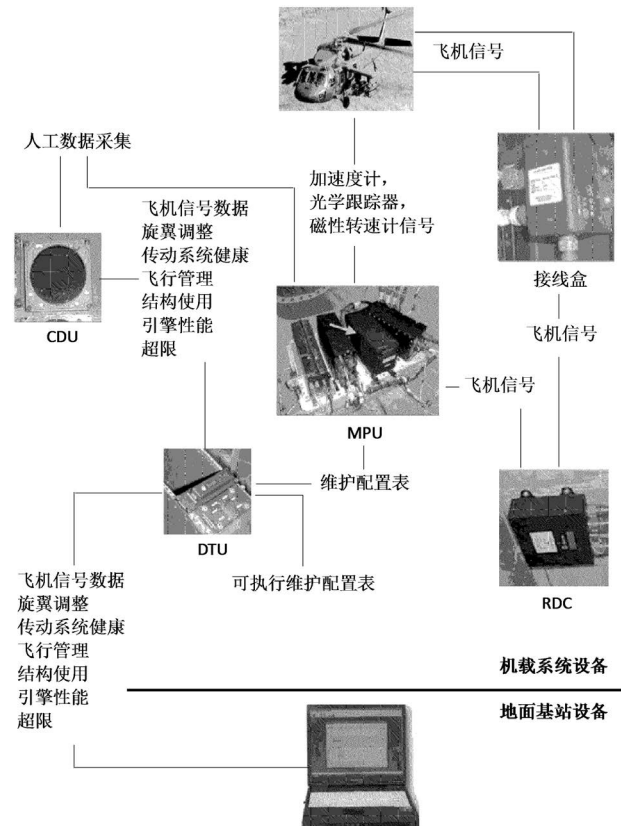 飞机信号
人工数据采集
加速度计，
光学跟踪器，
磁性转速计信号
飞机信号数据
旋翼调整
传动系统健康
飞行管理
结构使用
引擎性能
超限
接线盒
CDU
飞机信号
飞机信号
MPU
维护配置表
DTU
可执行维护配置表
RDC
飞机信号数据
旋翼调整
传动系统健康
飞行管理
结构使用
引擎性能
超限
机载系统设备
地面基站设备